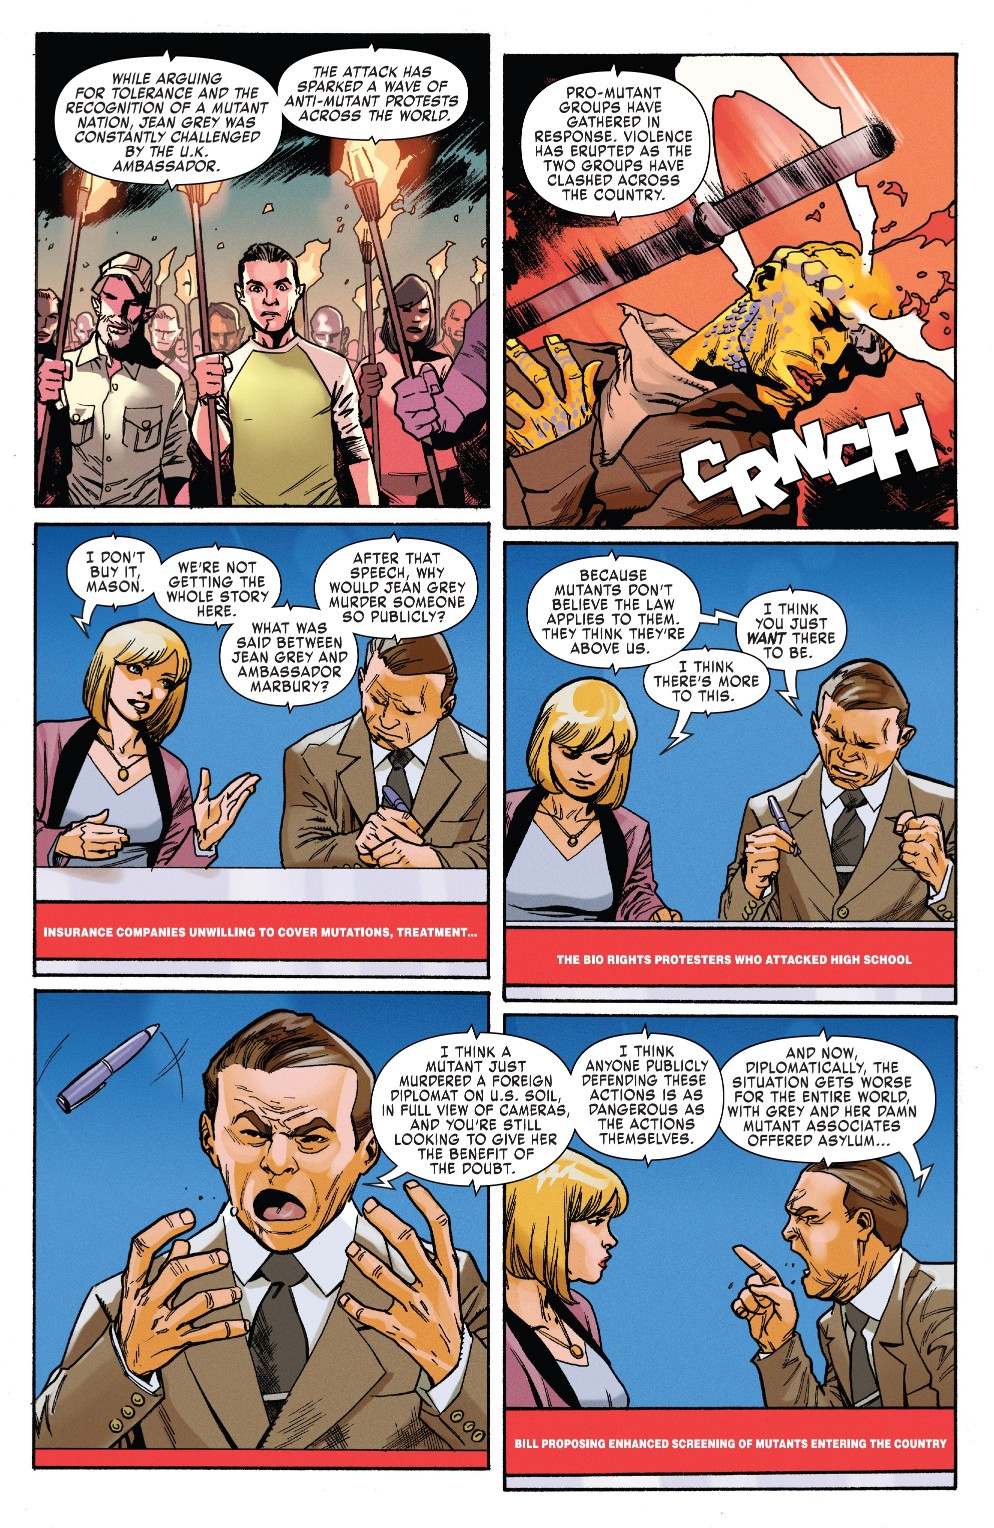 WHILE ARGUING
FOR TOLERANCE AND THE
RECOGNITION OF A MUTANT
NATION, JEAN GREY WAS
CONSTANTLY CHALLENGED
BY THE U.K.
AMBASSADOR.
THE ATTACK HAS
SPARKED A WAVE OF
ANTI-MUTANT PROTESTS
ACROSS THE WORLD.
PRO-MUTANT
GROUPS HAVE
GATHERED IN
RESPONSE. VIOLENCE
HAS ERUPTED AS THE
TWO GROUPS HAVE
CLASHED ACROSS
THE COUNTRY.
CRNCH
I DON'T
BUY IT,
MASON.
WE'RE NOT
GETTING THE
WHOLE STORY
HERE.
WHAT WAS
SAID BETWEEN
JEAN GREY AND
AMBASSADOR
MARBURY?
AFTER THAT
SPEECH, WHY
WOULD JEAN GREY
MURDER SOMEONE
SO PUBLICLY?
INSURANCE COMPANIES UNWILLING TO COVER MUTATIONS, TREATMENT...
BECAUSE
MUTANTS DON'T
BELIEVE THE LAW
APPLIES TO THEM.
THEY THINK THEY'RE
ABOVE US.
I THINK
THERE'S MORE
TO THIS.
I THINK
YOU JUST
WANT THERE
TO BE.
THE BIO RIGHTS PROTESTERS WHO ATTACKED HIGH SCHOOL
I THINK A
MUTANT JUST
MURDERED A FOREIGN
DIPLOMAT ON U.S. SOIL,
IN FULL VIEW OF CAMERAS,
AND YOU'RE STILL
LOOKING TO GIVE HER
THE BENEFIT OF
THE DOUBT.
I THINK
ANYONE PUBLICLY
DEFENDING THESE
ACTIONS IS AS
DANGEROUS AS
THE ACTIONS
THEMSELVES.
AND NOW,
DIPLOMATICALLY, THE
SITUATION GETS WORSE
FOR THE ENTIRE WORLD,
WITH GREY AND HER DAMN
MUTANT ASSOCIATES
OFFERED ASYLUM...
BILL PROPOSING ENHANCED SCREENING OF MUTANTS ENTERING THE COUNTRY